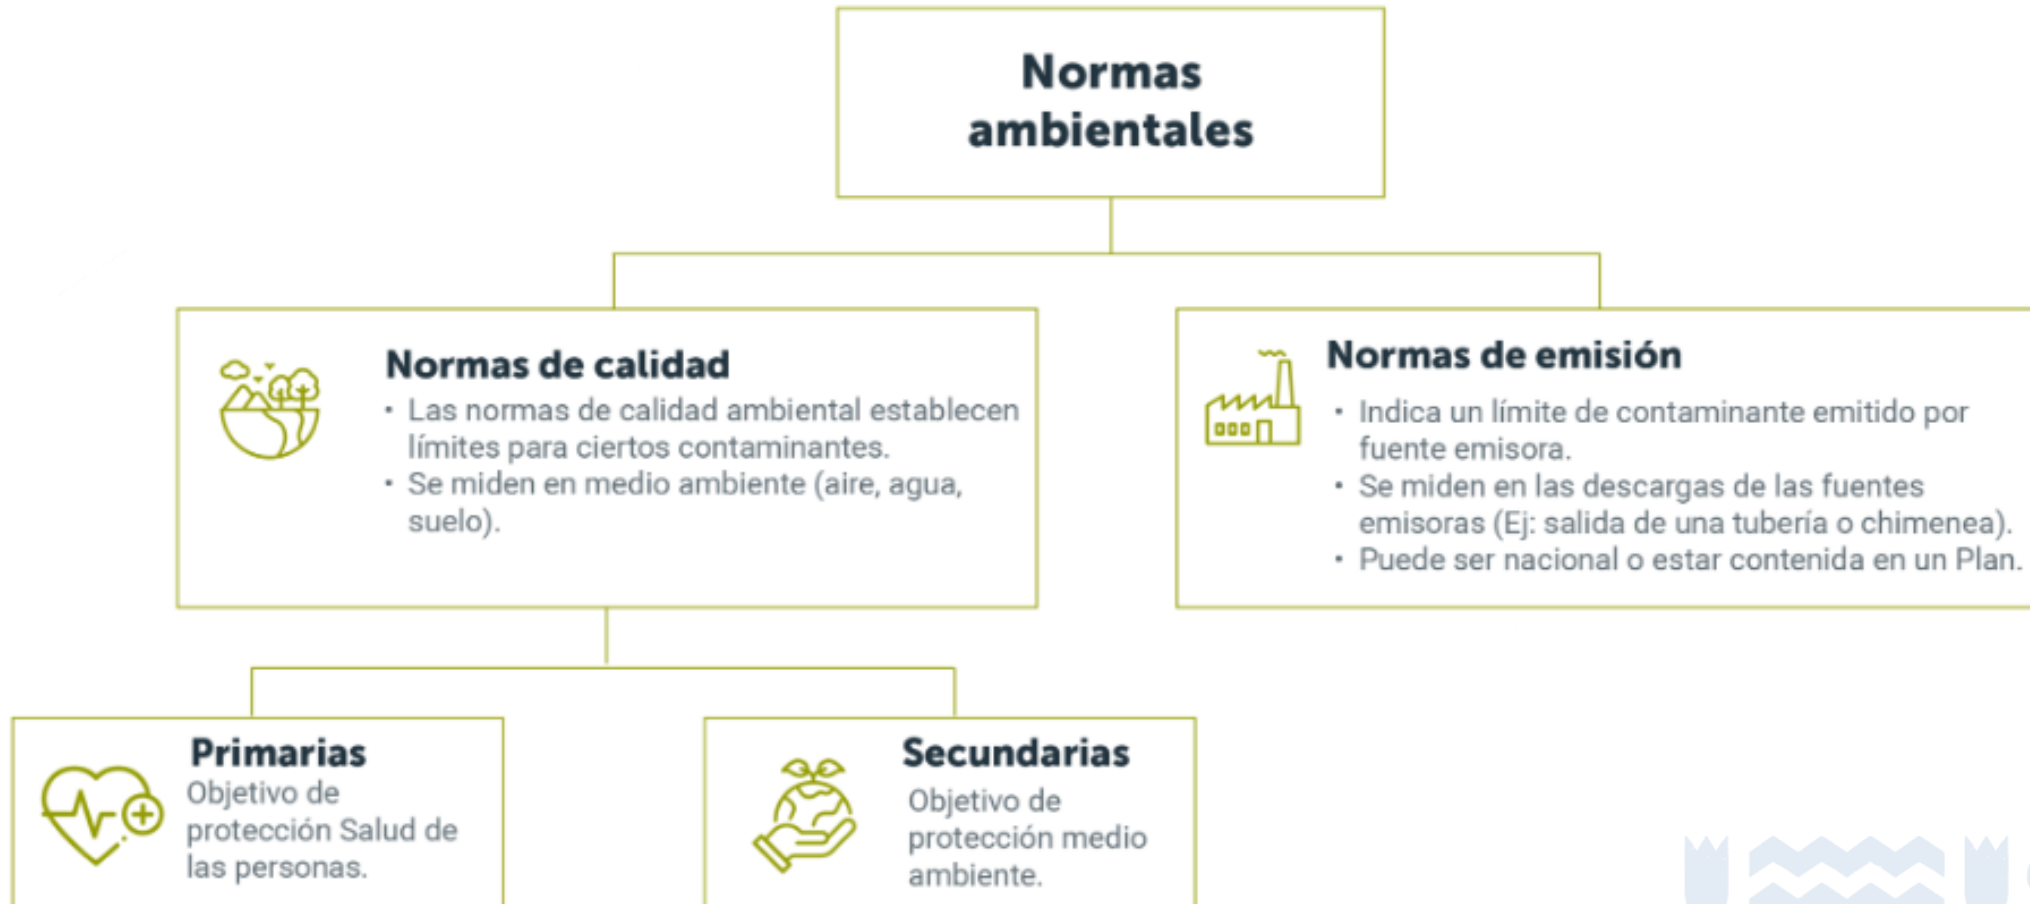 Normas
ambientales
Normas de calidad
• Las normas de calidad ambiental establecen
límites para ciertos contaminantes.
• Se miden en medio ambiente (aire, agua,
suelo).
Normas de emisión
• Indica un límite de contaminante emitido por
fuente emisora.
• Se miden en las descargas de las fuentes
emisoras (Ej: salida de una tubería o chimenea).
• Puede ser nacional o estar contenida en un Plan.
Primarias
Objetivo de
protección Salud de
las personas.
Secundarias
Objetivo de
protección medio
ambiente.